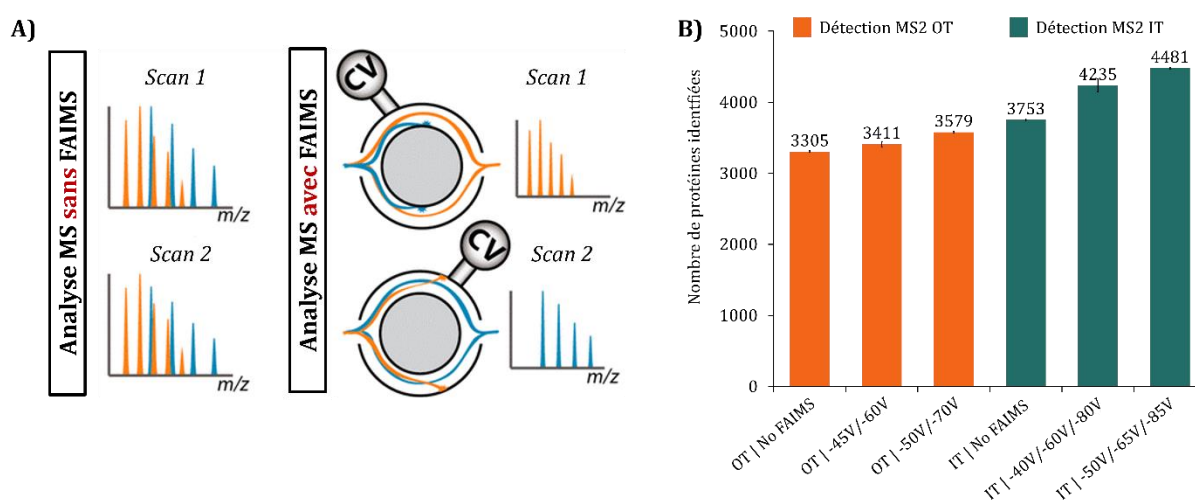 A)
Analyse MS sans FAIMS
Scan 1
m/z
Scan 2
m/z
Analyse MS avec FAIMS
CV
Scan 1
m/z
CV
Scan 2
m/z
B)
Détection MS2 OT
Détection MS2 IT
Nombre de protéines identfiées
5000
4000
3000
2000
1000
0
3305
3411
3579
3753
4235
4481
OT | No FAIMS
OT | -45V/-60V
OT | -50V/-70V
IT | No FAIMS
IT | -40V/-60V/-80V
IT | -50V/-65V/-85V